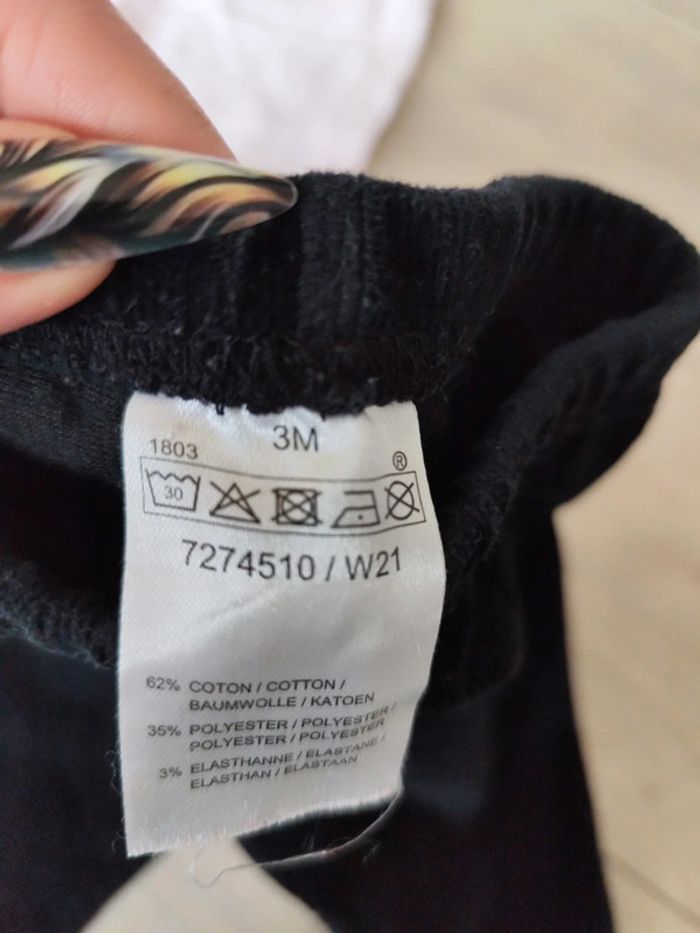 3M
1803
®
30
7274510 / W21
62% COTON / COTTON /
BAUMWOLLE / KATOEN
35% POLYESTER / POLYESTER /
POLYESTER / POLYESTER
3% ELASTHANNE / ELASTANE /
ELASTHAN / ELASTAAN